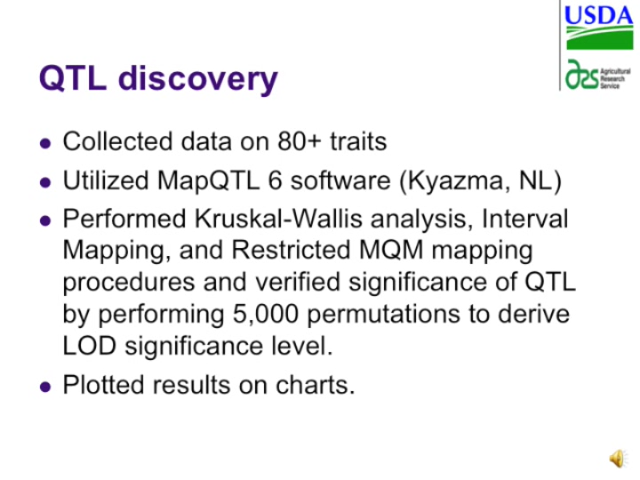 USDA
Agricultural
Research
Service
QTL discovery
Collected data on 80+ traits
Utilized MapQTL 6 software (Kyazma, NL)
Performed Kruskal-Wallis analysis, Interval
Mapping, and Restricted MQM mapping
procedures and verified significance of QTL
by performing 5,000 permutations to derive
LOD significance level.
Plotted results on charts.